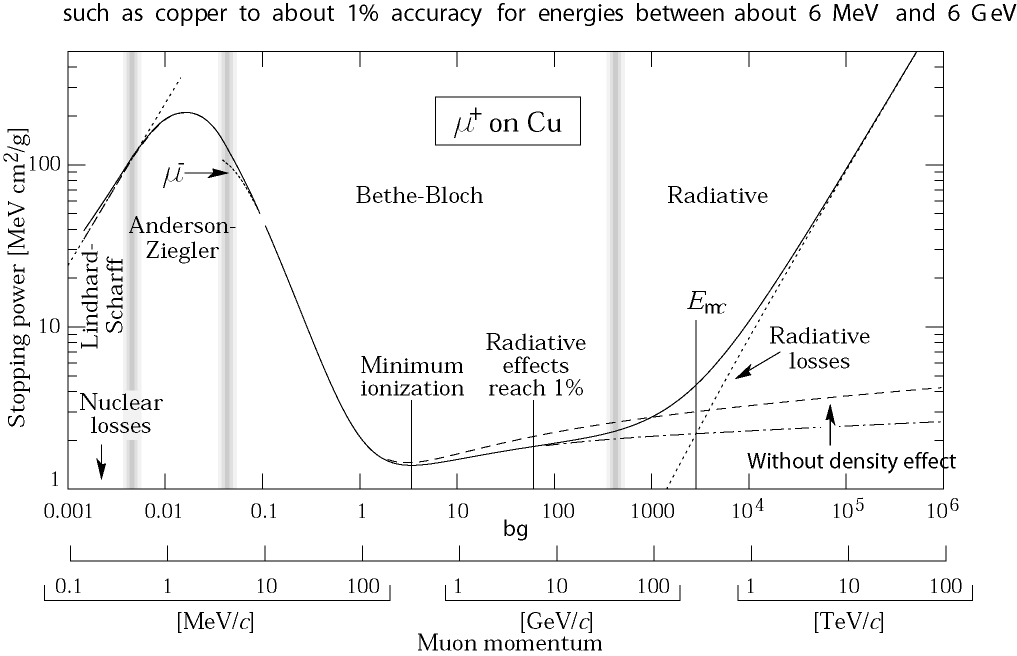 such as copper to about 1% accuracy for energies between about 6 MeV and 6 GeV
Stopping power [MeV cm²/g]
100
10
1
μ⁺ on Cu
μ⁻
Bethe-Bloch
Radiative
Anderson-
Ziegler
Lindhard-
Scharff
Eₘc
Radiative
losses
Radiative
effects
reach 1%
Minimum
ionization
Nuclear
losses
Without density effect
0.001 0.01 0.1 1 10 100 1000 10⁴ 10⁵ 10⁶
bg
0.1 1 10 100 1 10 100 1 10 100
[MeV/c] [GeV/c] [TeV/c]
Muon momentum